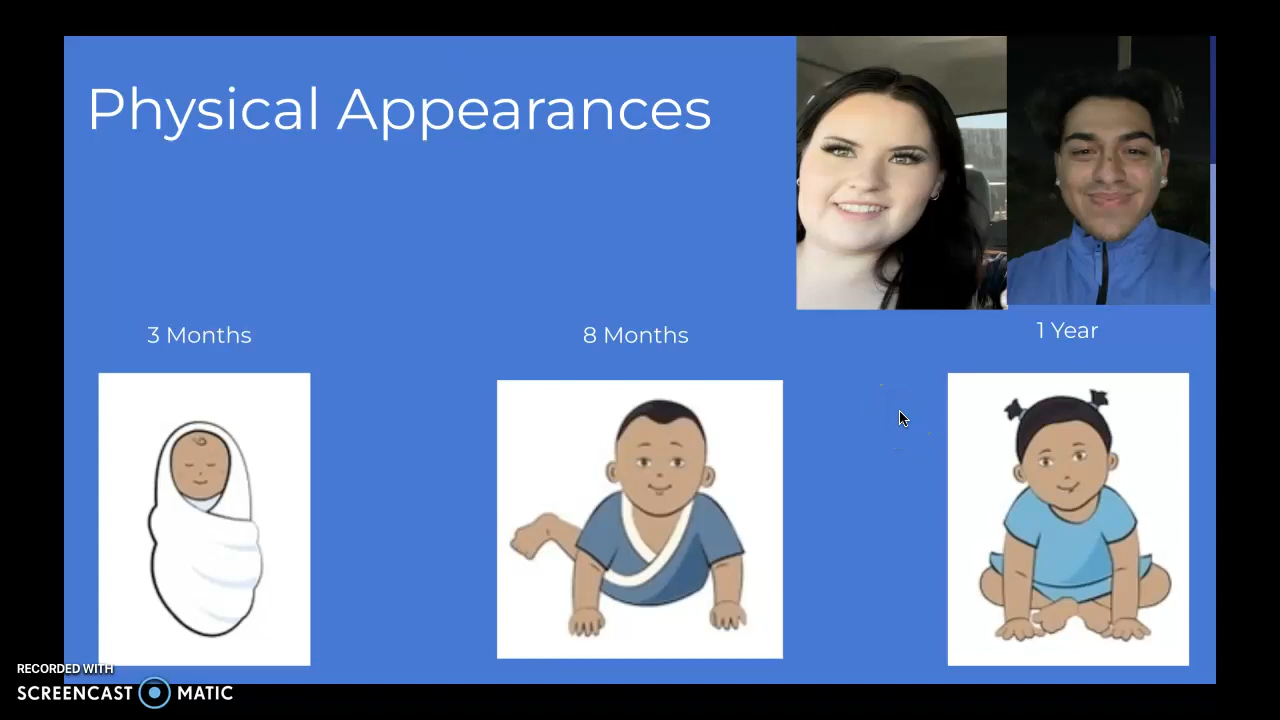 Physical Appearances
3 Months
8 Months
1 Year
RECORDED WITH
SCREENCAST MATIC